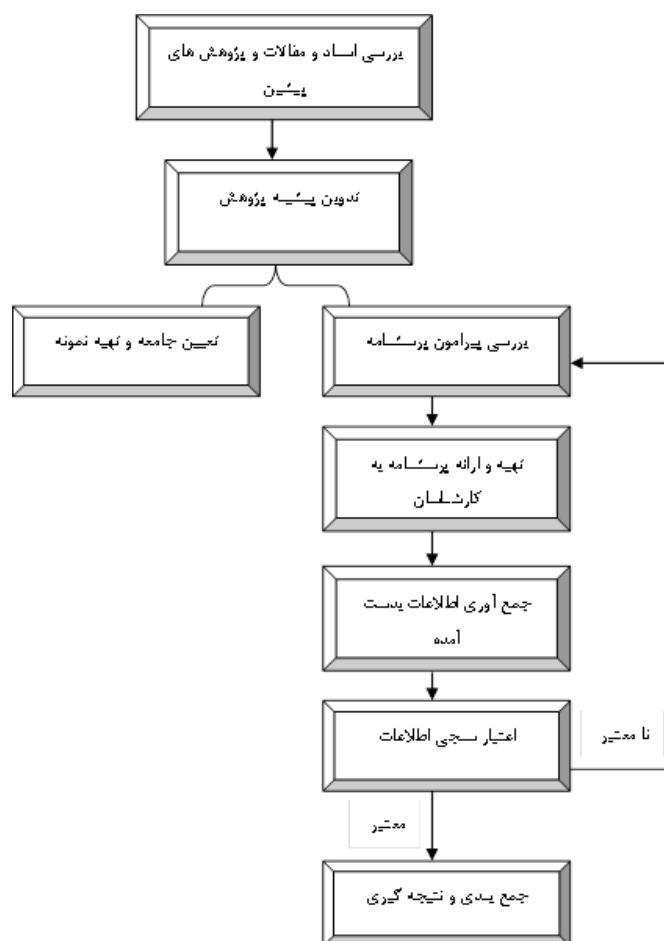 بررسی اسناد و مقالات و پژوهش های
پیشین
تدوین پیشینه پژوهش
تعیین جامعه و تهیه نمونه
بررسی پیرامون پرسشنامه
تهیه و ارائه پرسشنامه به
کارشناسان
جمع آوری اطلاعات بدست
آمده
اعتبار سنجی اطلاعات
نا معتبر
معتبر
جمع بندی و نتیجه گیری